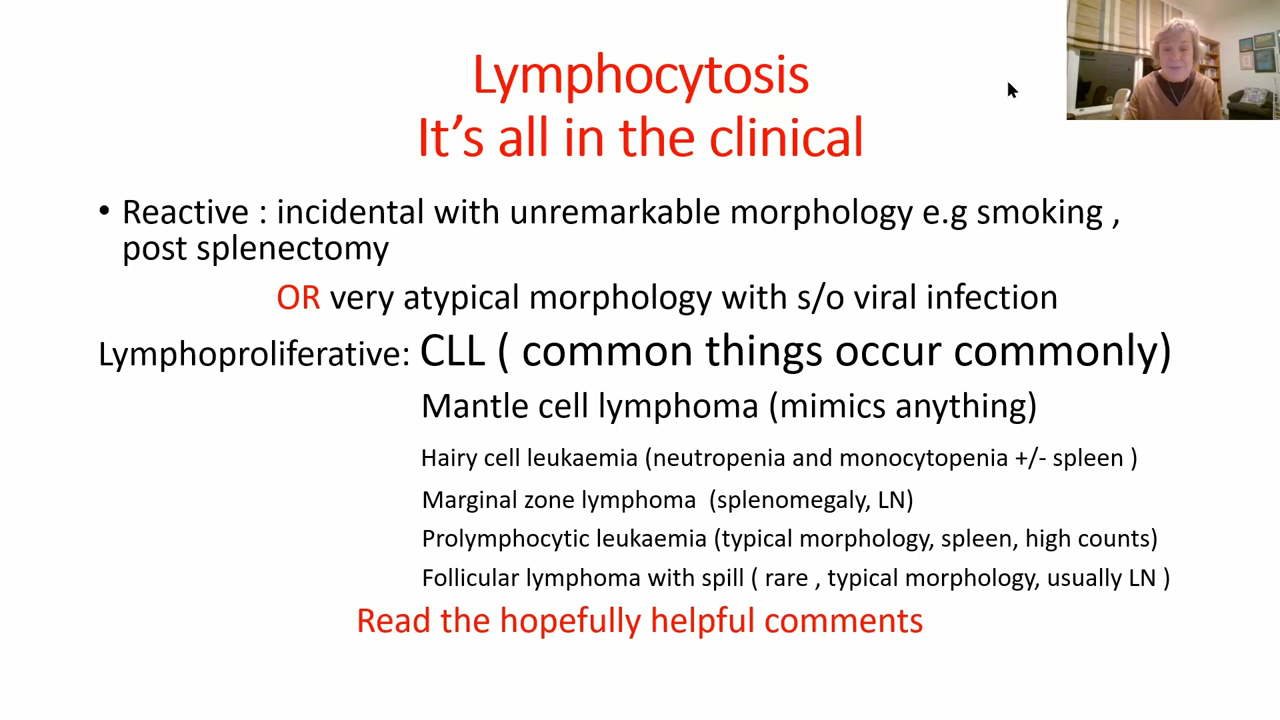 Lymphocytosis
It's all in the clinical
• Reactive : incidental with unremarkable morphology e.g smoking ,
post splenectomy
OR very atypical morphology with s/o viral infection
Lymphoproliferative: CLL ( common things occur commonly)
Mantle cell lymphoma (mimics anything)
Hairy cell leukaemia (neutropenia and monocytopenia +/- spleen )
Marginal zone lymphoma (splenomegaly, LN)
Prolymphocytic leukaemia (typical morphology, spleen, high counts)
Follicular lymphoma with spill ( rare , typical morphology, usually LN )
Read the hopefully helpful comments